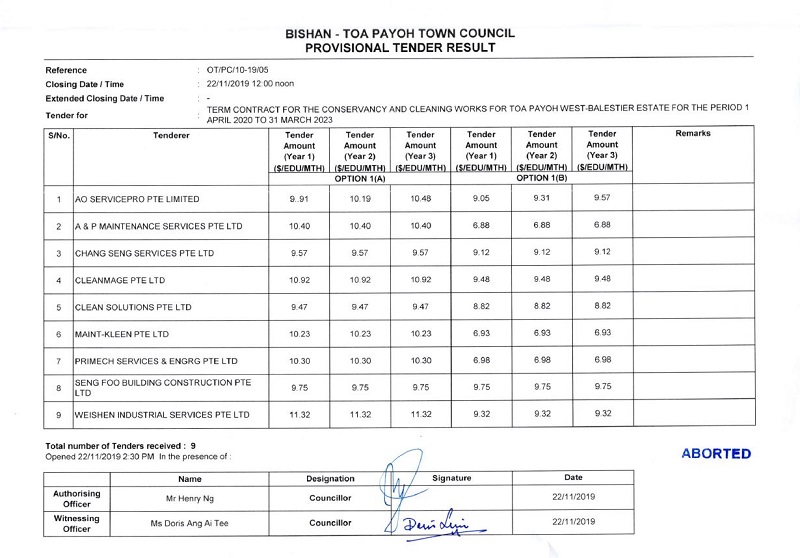 BISHAN - TOA PAYOH TOWN COUNCIL
PROVISIONAL TENDER RESULT
Reference : OT/PC/10-19/05
Closing Date / Time : 22/11/2019 12:00 noon
Extended Closing Date / Time : -
Tender for : TERM CONTRACT FOR THE CONSERVANCY AND CLEANING WORKS FOR TOA PAYOH WEST-BALESTIER ESTATE FOR THE PERIOD 1
APRIL 2020 TO 31 MARCH 2023
S/No. Tenderer Tender Tender Tender Tender Tender Tender Remarks
Amount Amount Amount Amount Amount Amount
(Year 1) (Year 2) (Year 3) (Year 1) (Year 2) (Year 3)
($/EDU/MTH) ($/EDU/MTH) ($/EDU/MTH) ($/EDU/MTH) ($/EDU/MTH) ($/EDU/MTH)
OPTION 1(A) OPTION 1(B)
1 AO SERVICEPRO PTE LIMITED 9..91 10.19 10.48 9.05 9.31 9.57
2 A & P MAINTENANCE SERVICES PTE LTD 10.40 10.40 10.40 6.88 6.88 6.88
3 CHANG SENG SERVICES PTE LTD 9.57 9.57 9.57 9.12 9.12 9.12
4 CLEANMAGE PTE LTD 10.92 10.92 10.92 9.48 9.48 9.48
5 CLEAN SOLUTIONS PTE LTD 9.47 9.47 9.47 8.82 8.82 8.82
6 MAINT-KLEEN PTE LTD 10.23 10.23 10.23 6.93 6.93 6.93
7 PRIMECH SERVICES & ENGRG PTE LTD 10.30 10.30 10.30 6.98 6.98 6.98
8 SENG FOO BUILDING CONSTRUCTION PTE
LTD 9.75 9.75 9.75 9.75 9.75 9.75
9 WEISHEN INDUSTRIAL SERVICES PTE LTD 11.32 11.32 11.32 9.32 9.32 9.32
Total number of Tenders received : 9
Opened 22/11/2019 2:30 PM In the presence of :
ABORTED
Name Designation Signature Date
Authorising
Officer Mr Henry Ng Councillor 22/11/2019
Witnessing
Officer Ms Doris Ang Ai Tee Councillor 22/11/2019